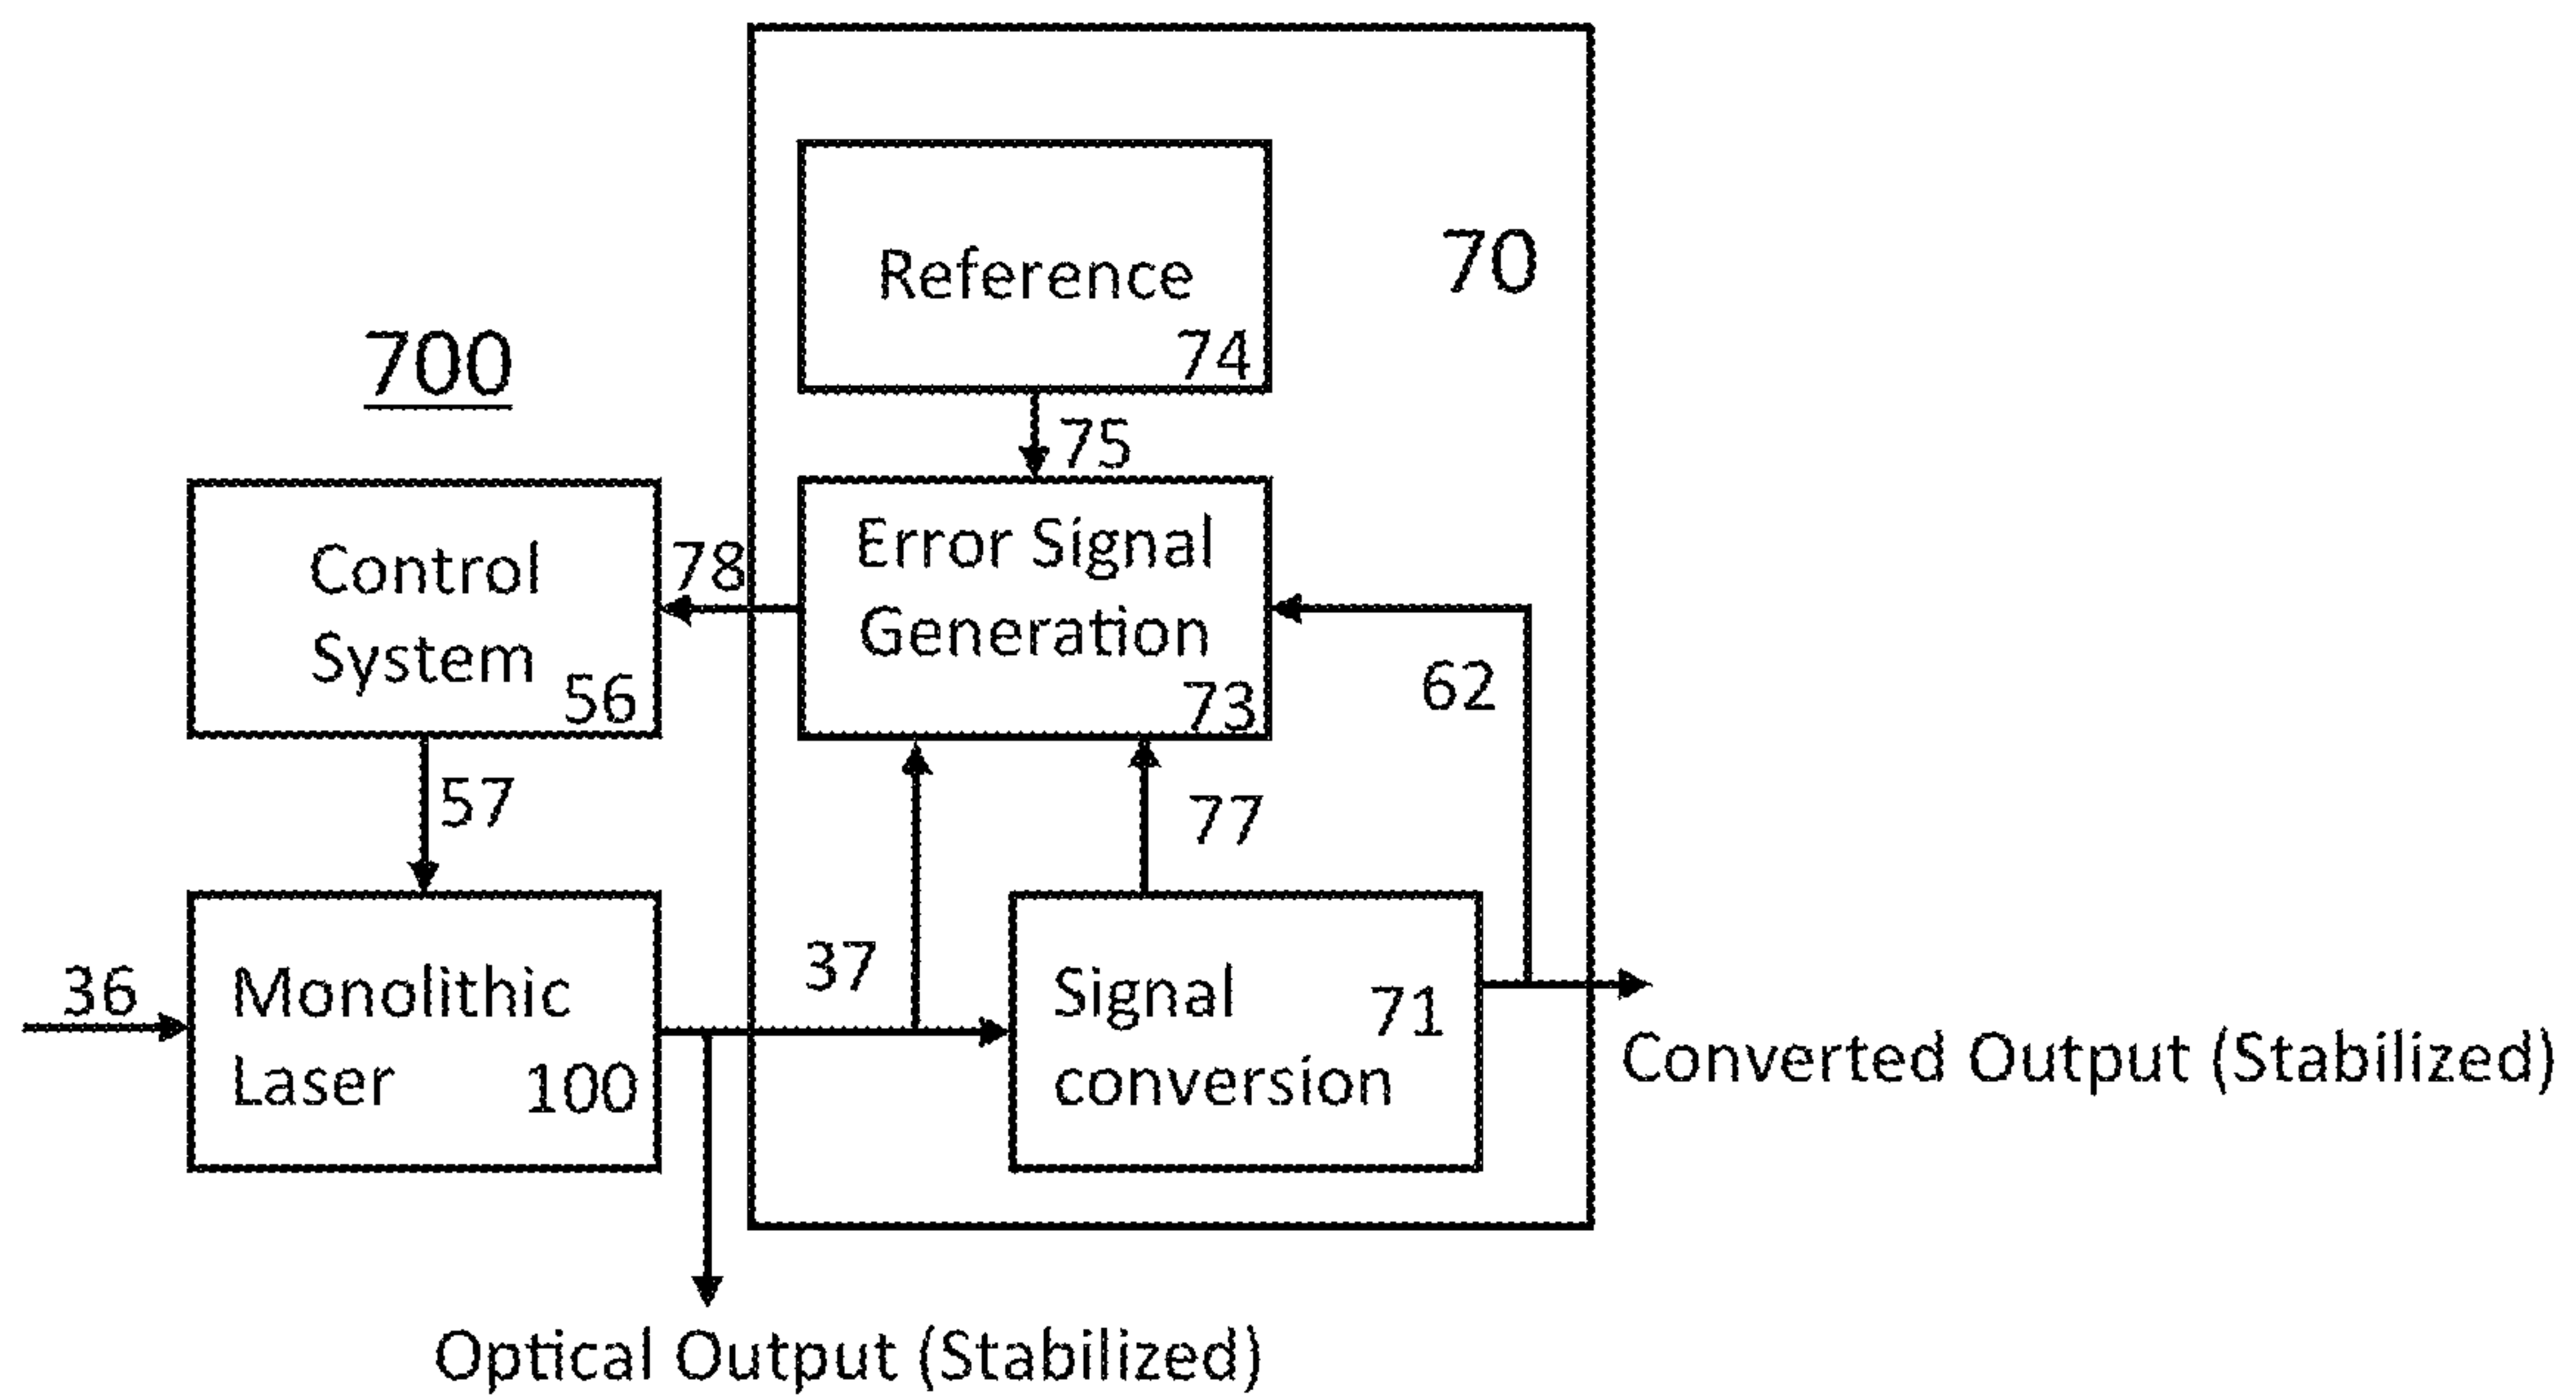 70
Reference
74
700
75
Control
System
56
78
Error Signal
Generation
73
62
57
77
36
Monolithic
Laser
100
37
Signal
conversion
71
Converted Output (Stabilized)
Optical Output (Stabilized)